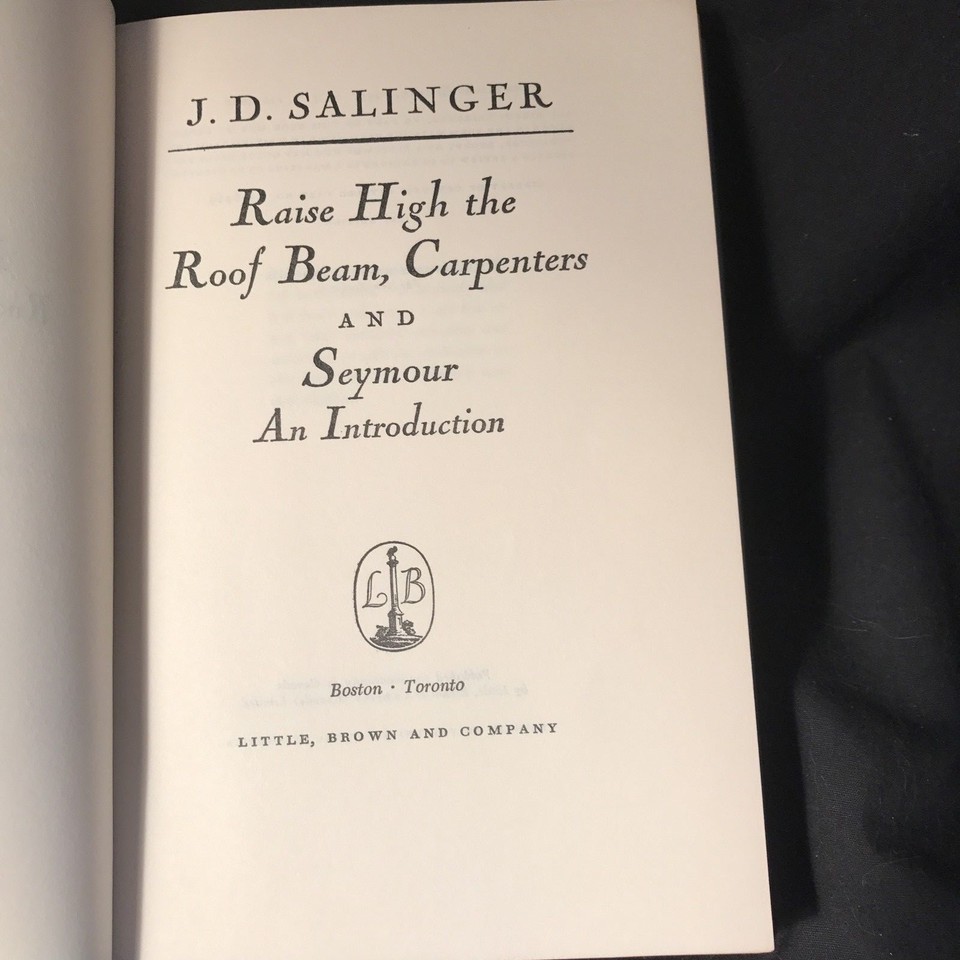 J. D. SALINGER
Raise High the
Roof Beam, Carpenters
AND
Seymour
An Introduction
L B
Boston · Toronto
LITTLE, BROWN AND COMPANY